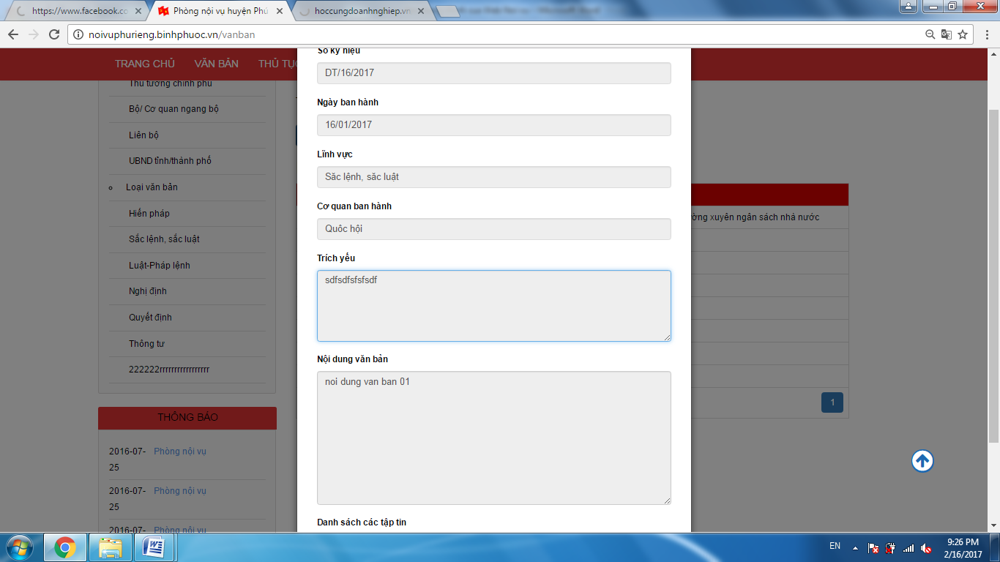 https://www.facebook.co
Phòng nội vụ huyện Phú
hoccungdoanhnghiep.vn
noivuphurieng.binhphuoc.vn/vanban
TRANG CHỦ VĂN BẢN THỦ TỤC
Thủ tướng chính phủ
Bộ/ Cơ quan ngang bộ
Liên bộ
UBND tỉnh/thành phố
Loại văn bản
Hiến pháp
Sắc lệnh, sắc luật
Luật-Pháp lệnh
Nghị định
Quyết định
Thông tư
222222rrrrrrrrrrrrrrrrr
THÔNG BÁO
2016-07-25 Phòng nội vụ
2016-07-25 Phòng nội vụ
2016-07- Phòng nội vụ
Số ký hiệu
DT/16/2017
Ngày ban hành
16/01/2017
Lĩnh vực
Sắc lệnh, sắc luật
Cơ quan ban hành
Quốc hội
Trích yếu
sdfsdfsfsfsdf
Nội dung văn bản
noi dung van ban 01
Danh sách các tập tin
ờng xuyên ngân sách nhà nước
1
EN
9:26 PM
2/16/2017